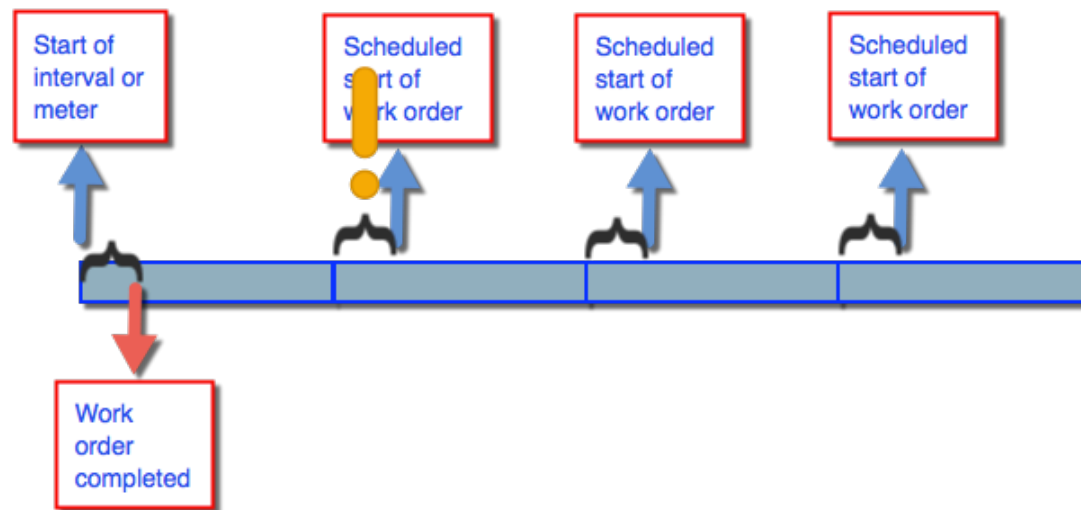 Start of
interval or
meter
Scheduled
start of
work order
Scheduled
start of
work order
Scheduled
start of
work order
Work
order
completed